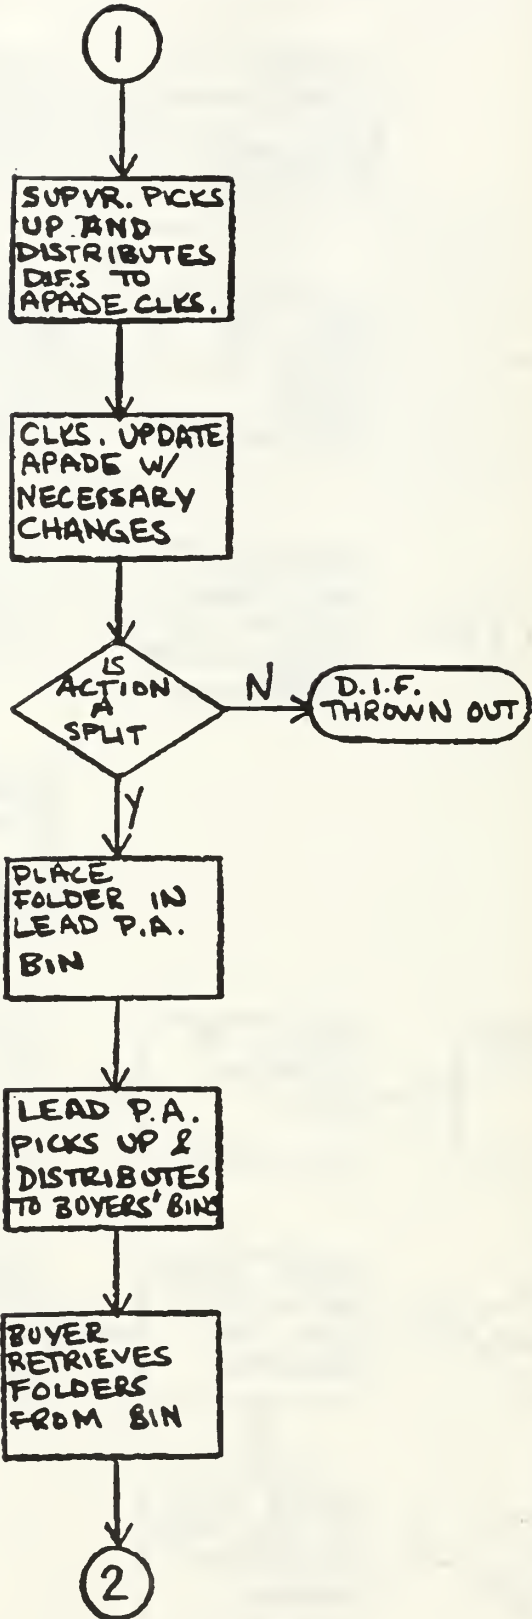 1
SUPVR. PICKS
UP AND
DISTRIBUTES
D.I.F.S TO
APADE CLKS.
CLKS. UPDATE
APADE W/
NECESSARY
CHANGES
IS
ACTION
A
SPLIT
N
D.I.F.
THROWN OUT
Y
PLACE
FOLDER IN
LEAD P.A.
BIN
LEAD P.A.
PICKS UP &
DISTRIBUTES
TO BUYERS' BINS
BUYER
RETRIEVES
FOLDERS
FROM BIN
2